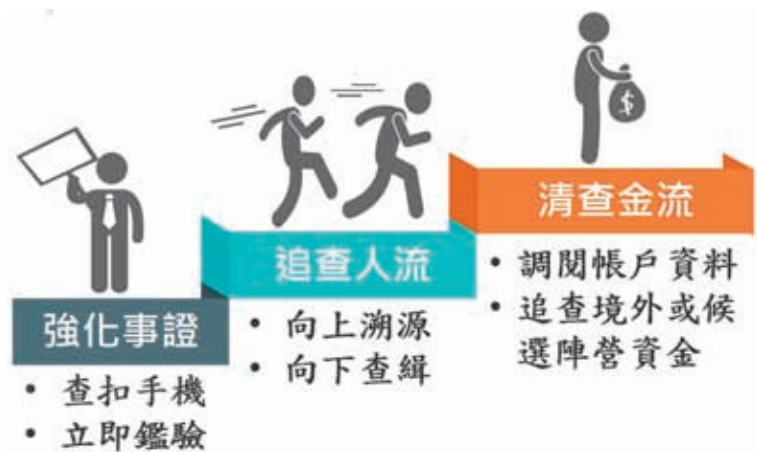 強化事證
• 查扣手機
• 立即鑑驗
追查人流
• 向上溯源
• 向下查緝
$
清查金流
• 調閱帳戶資料
• 追查境外或候
選陣營資金